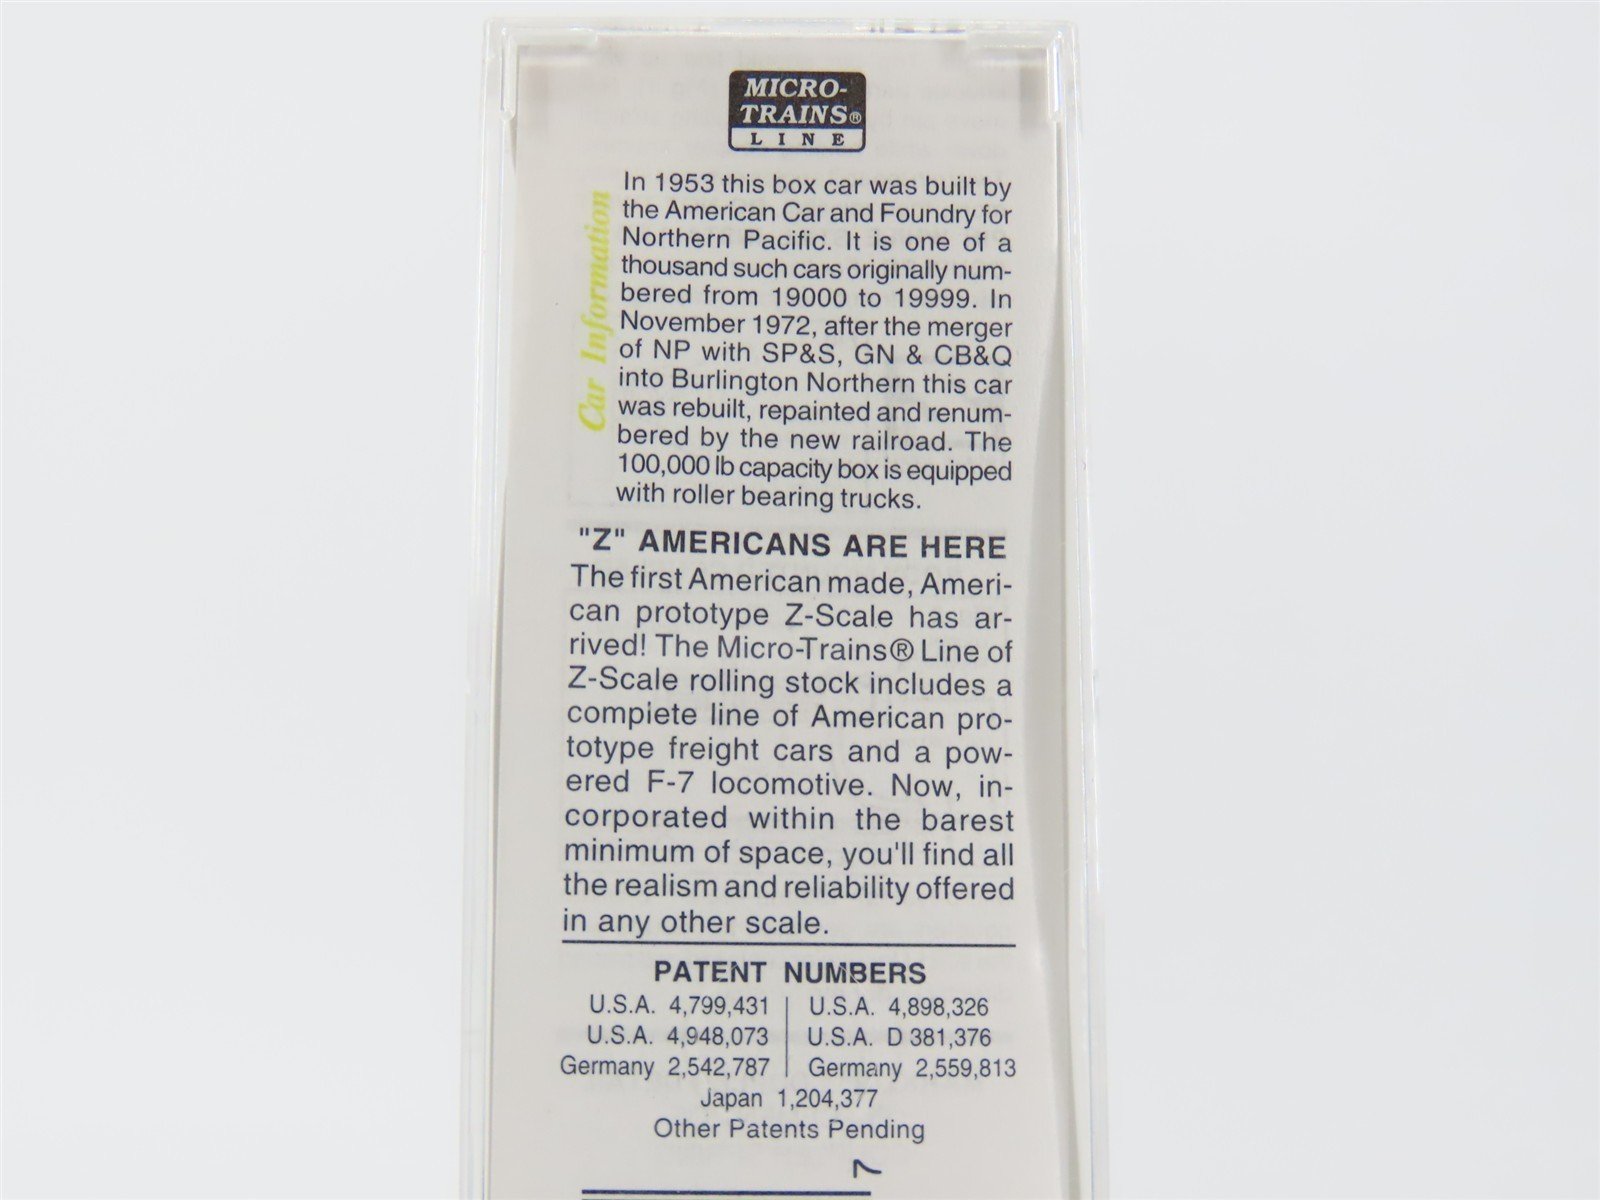 MICRO-
TRAINS®
LINE
Car Information
In 1953 this box car was built by
the American Car and Foundry for
Northern Pacific. It is one of a
thousand such cars originally num-
bered from 19000 to 19999. In
November 1972, after the merger
of NP with SP&S, GN & CB&Q
into Burlington Northern this car
was rebuilt, repainted and renum-
bered by the new railroad. The
100,000 lb capacity box is equipped
with roller bearing trucks.
"Z" AMERICANS ARE HERE
The first American made, Ameri-
can prototype Z-Scale has ar-
rived! The Micro-Trains® Line of
Z-Scale rolling stock includes a
complete line of American pro-
totype freight cars and a pow-
ered F-7 locomotive. Now, in-
corporated within the barest
minimum of space, you'll find all
the realism and reliability offered
in any other scale.
PATENT NUMBERS
U.S.A. 4,799,431 | U.S.A. 4,898,326
U.S.A. 4,948,073 | U.S.A. D 381,376
Germany 2,542,787 | Germany 2,559,813
Japan 1,204,377
Other Patents Pending
7